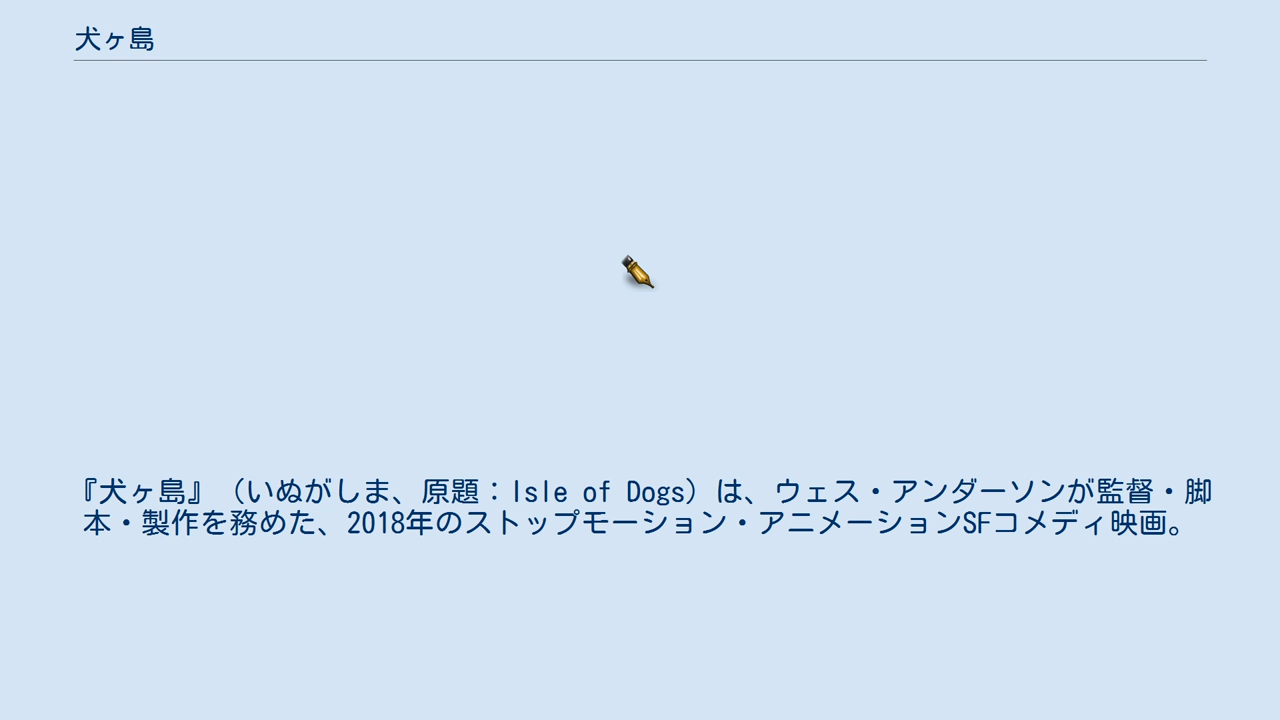 犬ヶ島
『犬ヶ島』（いぬがしま、原題：Isle of Dogs）は、ウェス・アンダーソンが監督・脚
本・製作を務めた、2018年のストップモーション・アニメーションSFコメディ映画。